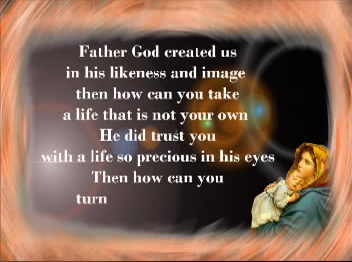 Father God created us
in his likeness and image
then how can you take
a life that is not your own
He did trust you
with a life so precious in his eyes
Then how can you
turn